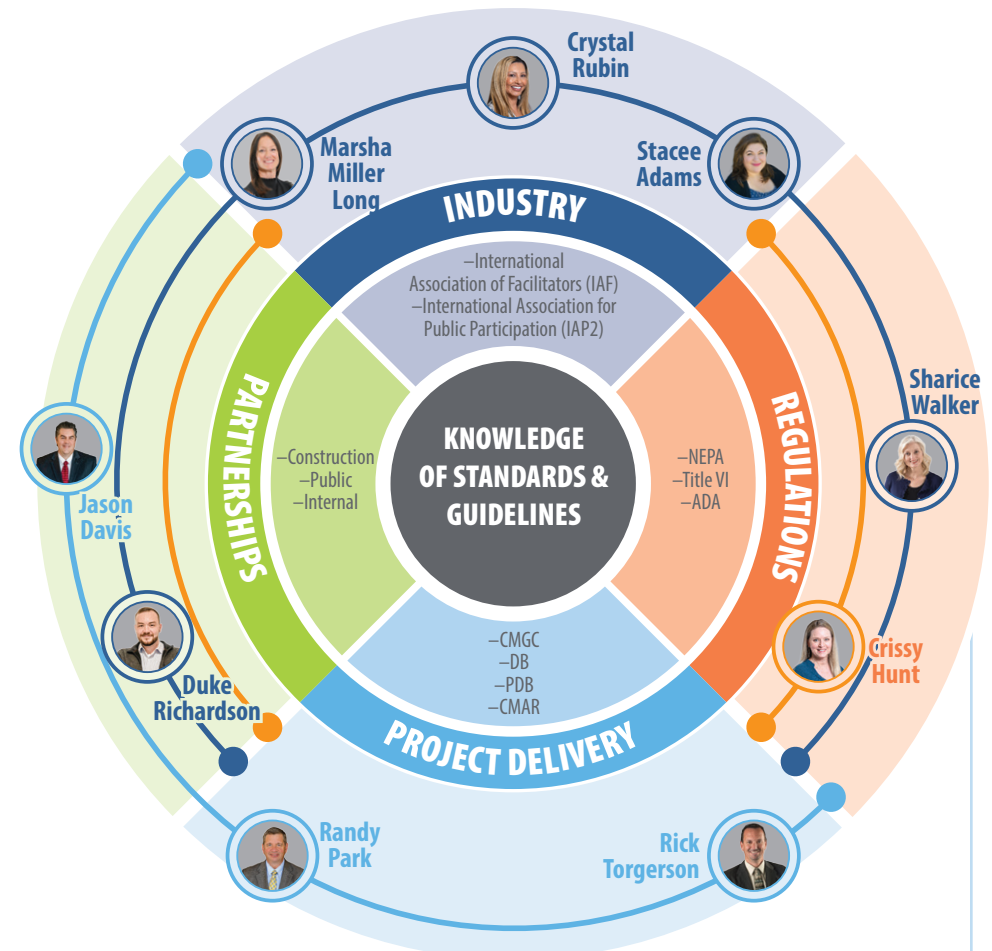 Crystal
Rubin
Marsha
Miller
Long
Stacee
Adams
INDUSTRY
–International
Association of Facilitators (IAF)
–International Association for
Public Participation (IAP2)
Sharice
Walker
PARTNERSHIPS
REGULATIONS
KNOWLEDGE
OF STANDARDS &
GUIDELINES
–Construction
–Public
–Internal
–NEPA
–Title VI
–ADA
Jason
Davis
–CMGC
–DB
–PDB
–CMAR
Crissy
Hunt
Duke
Richardson
PROJECT DELIVERY
Randy
Park
Rick
Torgerson